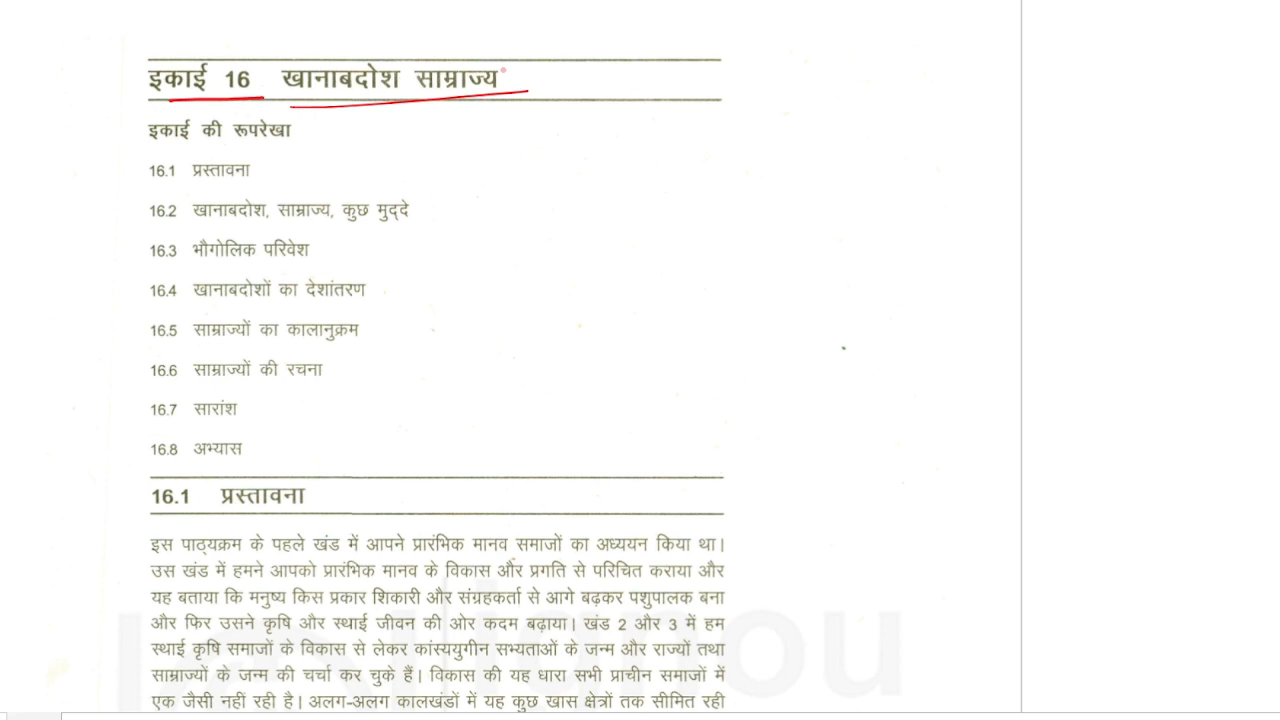 इकाई 16 खानाबदोश साम्राज्य
इकाई की रूपरेखा
16.1 प्रस्तावना
16.2 खानाबदोश, साम्राज्य, कुछ मुद्दे
16.3 भौगोलिक परिवेश
16.4 खानाबदोशों का देशांतरण
16.5 साम्राज्यों का कालानुक्रम
16.6 साम्राज्यों की रचना
16.7 सारांश
16.8 अभ्यास
16.1 प्रस्तावना
इस पाठ्यक्रम के पहले खंड में आपने प्रारंभिक मानव समाजों का अध्ययन किया था।
उस खंड में हमने आपको प्रारंभिक मानव के विकास और प्रगति से परिचित कराया और
यह बताया कि मनुष्य किस प्रकार शिकारी और संग्रहकर्ता से आगे बढ़कर पशुपालक बना
और फिर उसने कृषि और स्थाई जीवन की ओर कदम बढ़ाया। खंड 2 और 3 में हम
स्थाई कृषि समाजों के विकास से लेकर कांस्ययुगीन सभ्यताओं के जन्म और राज्यों तथा
साम्राज्यों के जन्म की चर्चा कर चुके हैं। विकास की यह धारा सभी प्राचीन समाजों में
एक जैसी नहीं रही है। अलग-अलग कालखंडों में यह कुछ खास क्षेत्रों तक सीमित रही